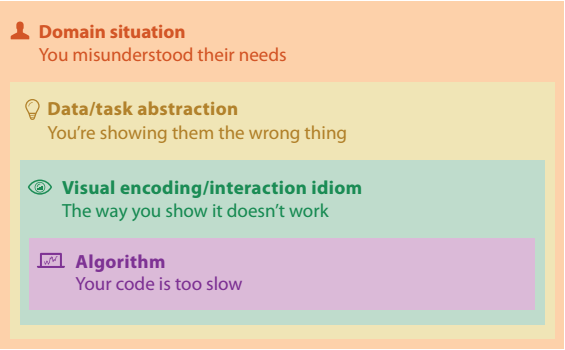 Domain situation
You misunderstood their needs
Data/task abstraction
You're showing them the wrong thing
Visual encoding/interaction idiom
The way you show it doesn't work
Algorithm
Your code is too slow